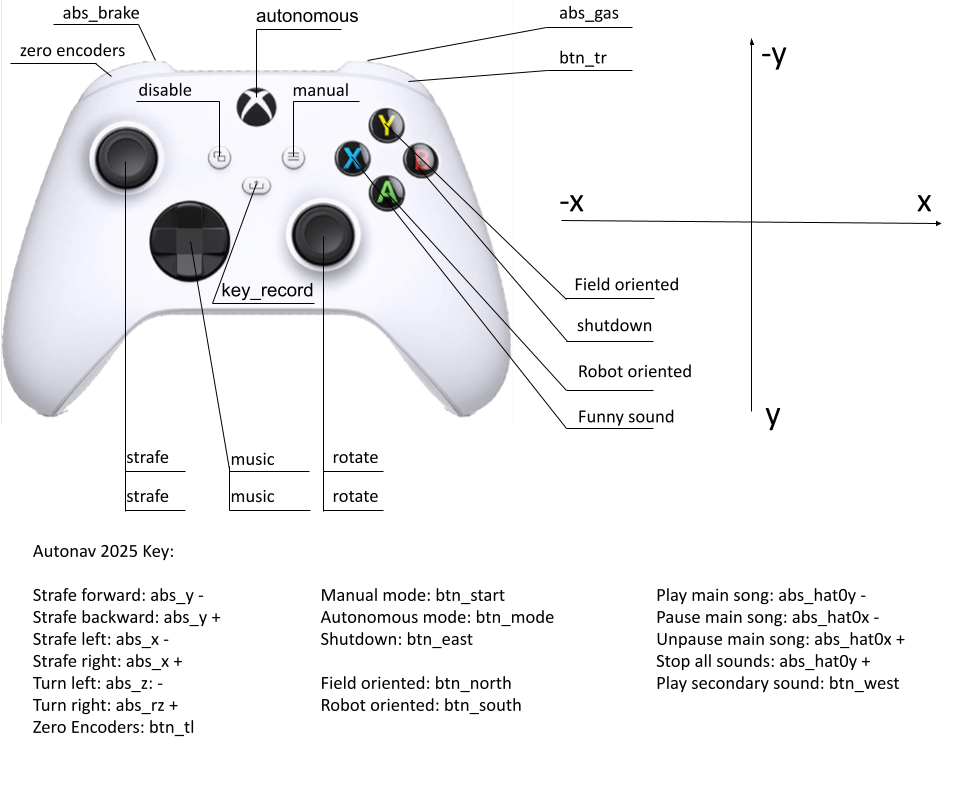 abs_brake
autonomous
abs_gas
zero encoders
btn_tr
-y
disable
manual
Y
X
B
A
-x
x
key_record
Field oriented
shutdown
Robot oriented
Funny sound
y
strafe
music
rotate
strafe
music
rotate
Autonav 2025 Key:
Strafe forward: abs_y -
Strafe backward: abs_y +
Strafe left: abs_x -
Strafe right: abs_x +
Turn left: abs_z: -
Turn right: abs_rz +
Zero Encoders: btn_tl
Manual mode: btn_start
Autonomous mode: btn_mode
Shutdown: btn_east
Field oriented: btn_north
Robot oriented: btn_south
Play main song: abs_hat0y -
Pause main song: abs_hat0x -
Unpause main song: abs_hat0x +
Stop all sounds: abs_hat0y +
Play secondary sound: btn_west